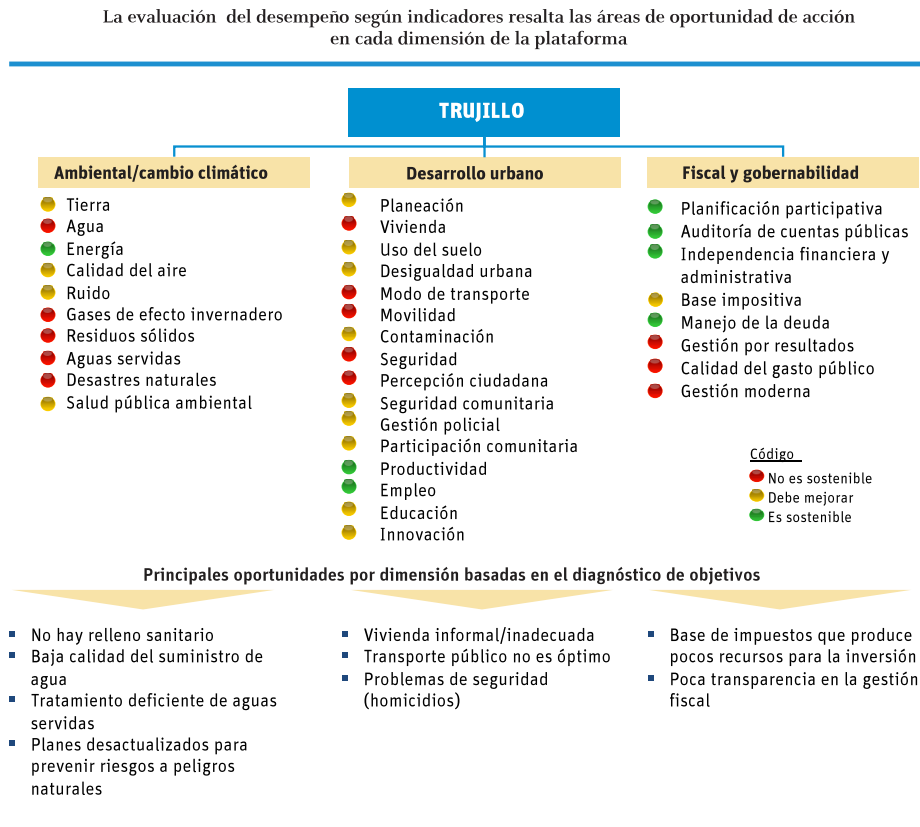 La evaluación del desempeño según indicadores resalta las áreas de oportunidad de acción
en cada dimensión de la plataforma
TRUJILLO
Ambiental/cambio climático
Tierra
Agua
Energía
Calidad del aire
Ruido
Gases de efecto invernadero
Residuos sólidos
Aguas servidas
Desastres naturales
Salud pública ambiental
Desarrollo urbano
Planeación
Vivienda
Uso del suelo
Desigualdad urbana
Modo de transporte
Movilidad
Contaminación
Seguridad
Percepción ciudadana
Seguridad comunitaria
Gestión policial
Participación comunitaria
Productividad
Empleo
Educación
Innovación
Fiscal y gobernabilidad
Planificación participativa
Auditoría de cuentas públicas
Independencia financiera y
administrativa
Base impositiva
Manejo de la deuda
Gestión por resultados
Calidad del gasto público
Gestión moderna
Código
No es sostenible
Debe mejorar
Es sostenible
Principales oportunidades por dimensión basadas en el diagnóstico de objetivos
No hay relleno sanitario
Baja calidad del suministro de
agua
Tratamiento deficiente de aguas
servidas
Planes desactualizados para
prevenir riesgos a peligros
naturales
Vivienda informal/inadecuada
Transporte público no es óptimo
Problemas de seguridad
(homicidios)
Base de impuestos que produce
pocos recursos para la inversión
Poca transparencia en la gestión
fiscal